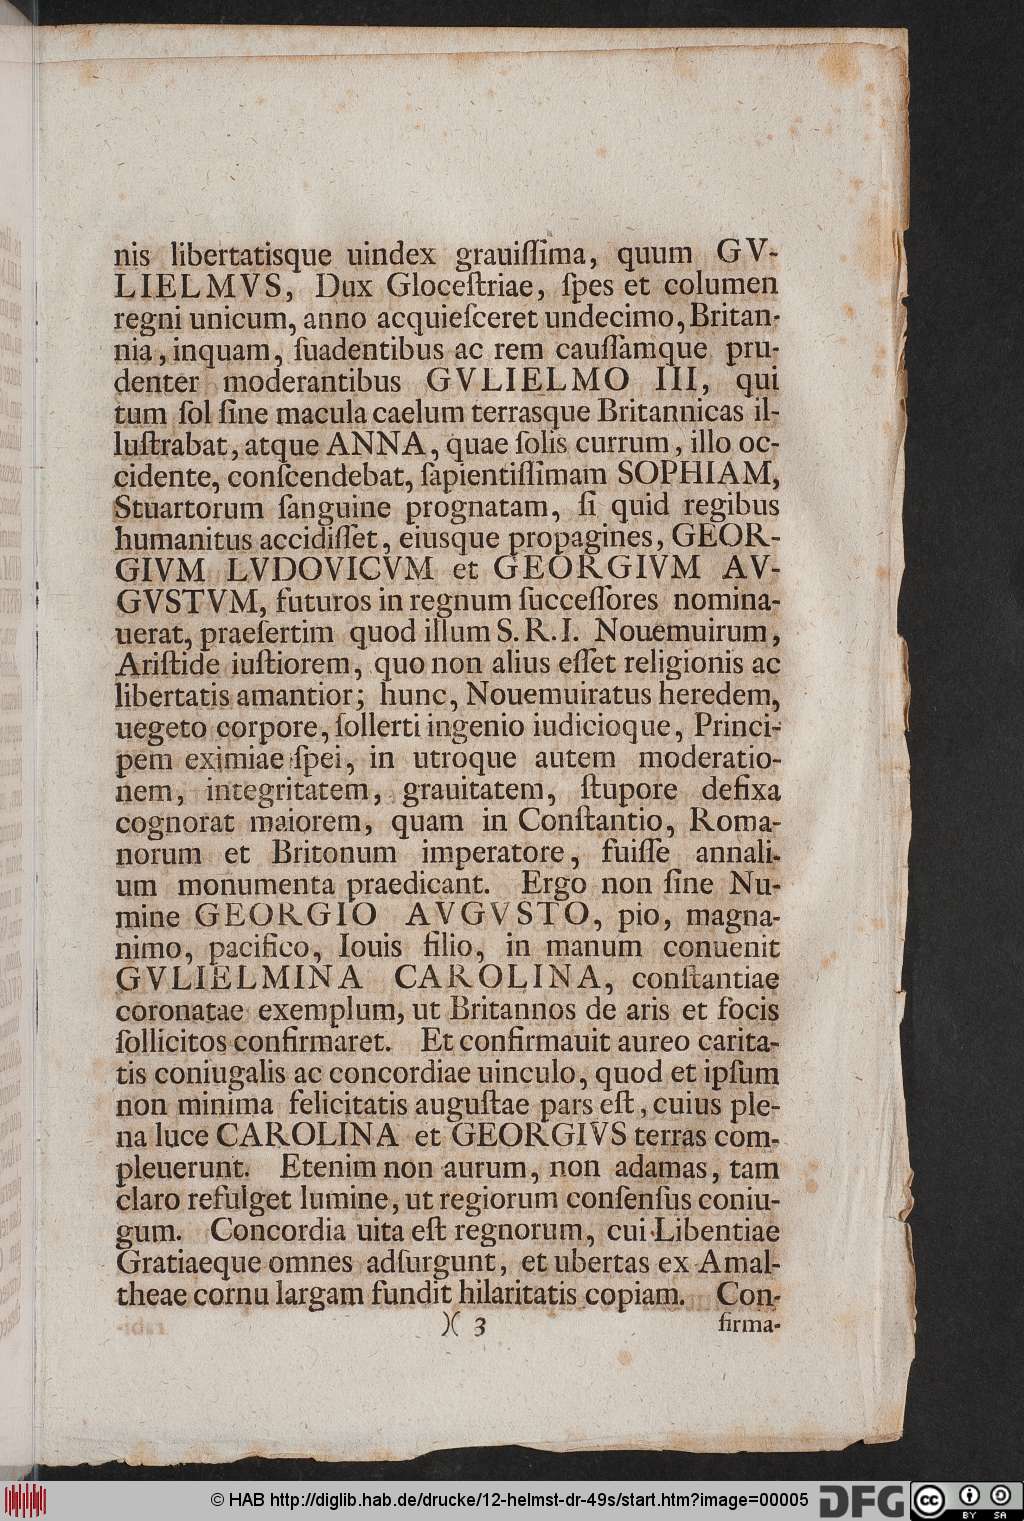 nis libertatisque uindex grauiſſima, quum GV-
LIELMVS, Dux Gloceſtriae, ſpes et columen
regni unicum, anno acquieſceret undecimo, Britan-
nia, inquam, ſuadentibus ac rem cauſſamque pru-
denter moderantibus GVLIELMO III, qui
tum ſol ſine macula caelum terrasque Britannicas il-
luſtrabat, atque ANNA, quae ſolis currum, illo oc-
cidente, conſcendebat, ſapientiſſimam SOPHIAM,
Stuartorum ſanguine prognatam, ſi quid regibus
humanitus accidiſſet, eiusque propagines, GEOR-
GIVM LVDOVICVM et GEORGIVM AV-
GVSTVM, futuros in regnum ſucceſſores nomina-
uerat, praeſertim quod illum S. R. I. Nouemuirum,
Ariſtide iuſtiorem, quo non alius eſſet religionis ac
libertatis amantior; hunc, Nouemuiratus heredem,
uegeto corpore, ſollerti ingenio iudicioque, Princi-
pem eximiae ſpei, in utroque autem moderatio-
nem, integritatem, grauitatem, ſtupore defixa
cognorat maiorem, quam in Conſtantio, Roma-
norum et Britonum imperatore, fuiſſe annali-
um monumenta praedicant. Ergo non ſine Nu-
mine GEORGIO AVGVSTO, pio, magna-
nimo, pacifico, Iouis filio, in manum conuenit
GVLIELMINA CAROLINA, conſtantiae
coronatae exemplum, ut Britannos de aris et focis
ſollicitos confirmaret. Et confirmauit aureo carita-
tis coniugalis ac concordiae uinculo, quod et ipſum
non minima felicitatis auguſtae pars eſt, cuius ple-
na luce CAROLINA et GEORGIVS terras com-
pleuerunt. Etenim non aurum, non adamas, tam
claro refulget lumine, ut regiorum conſenſus coniu-
gum. Concordia uita eſt regnorum, cui Libentiae
Gratiaeque omnes adſurgunt, et ubertas ex Amal-
theae cornu largam fundit hilaritatis copiam. Con-
)( 3 firma-
© HAB http://diglib.hab.de/drucke/12-helmst-dr-49s/start.htm?image=00005 DFG cc BY SA